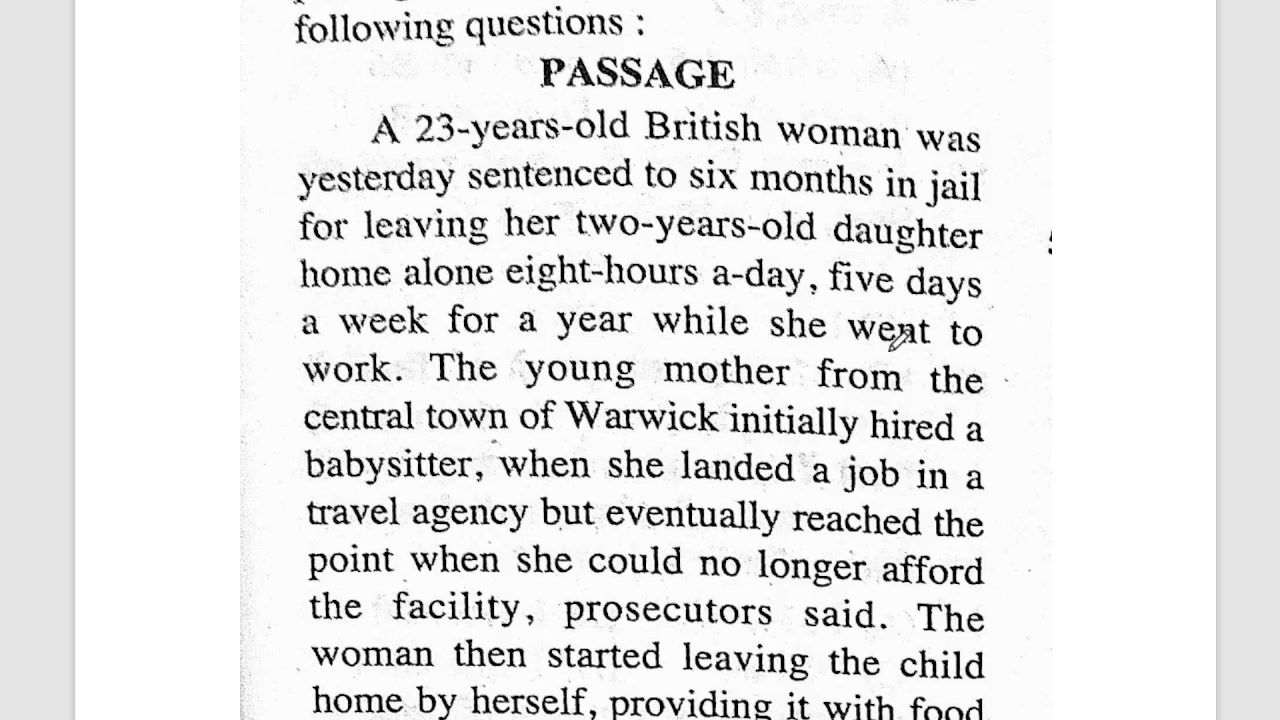 following questions :
PASSAGE
A 23-years-old British woman was
yesterday sentenced to six months in jail
for leaving her two-years-old daughter
home alone eight-hours a-day, five days
a week for a year while she went to
work. The young mother from the
central town of Warwick initially hired a
babysitter, when she landed a job in a
travel agency but eventually reached the
point when she could no longer afford
the facility, prosecutors said. The
woman then started leaving the child
home by herself, providing it with food